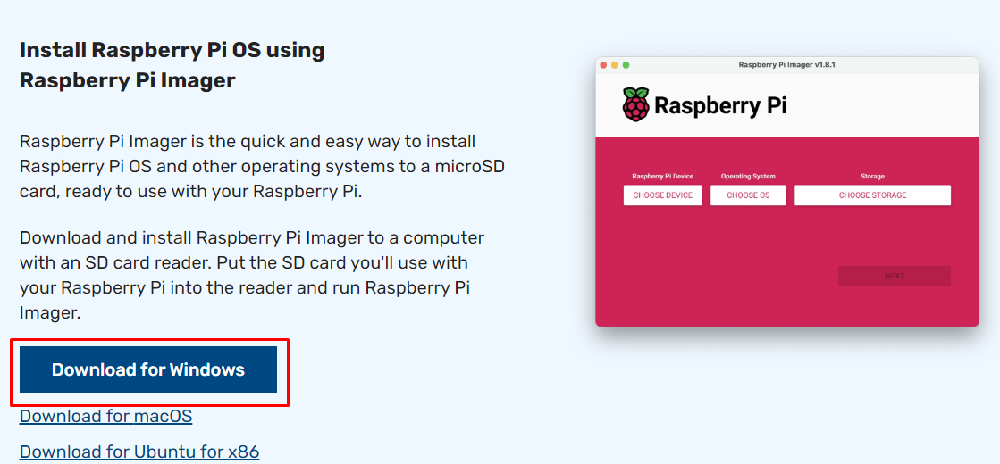 Install Raspberry Pi OS using
Raspberry Pi Imager
Raspberry Pi Imager is the quick and easy way to install
Raspberry Pi OS and other operating systems to a microSD
card, ready to use with your Raspberry Pi.
Download and install Raspberry Pi Imager to a computer
with an SD card reader. Put the SD card you'll use with
your Raspberry Pi into the reader and run Raspberry Pi
Imager.
Download for Windows
Download for macOS
Download for Ubuntu for x86
Raspberry Pi Imager v1.8.1
Raspberry Pi
Raspberry Pi Device Operating System Storage
CHOOSE DEVICE CHOOSE OS CHOOSE STORAGE
NEXT